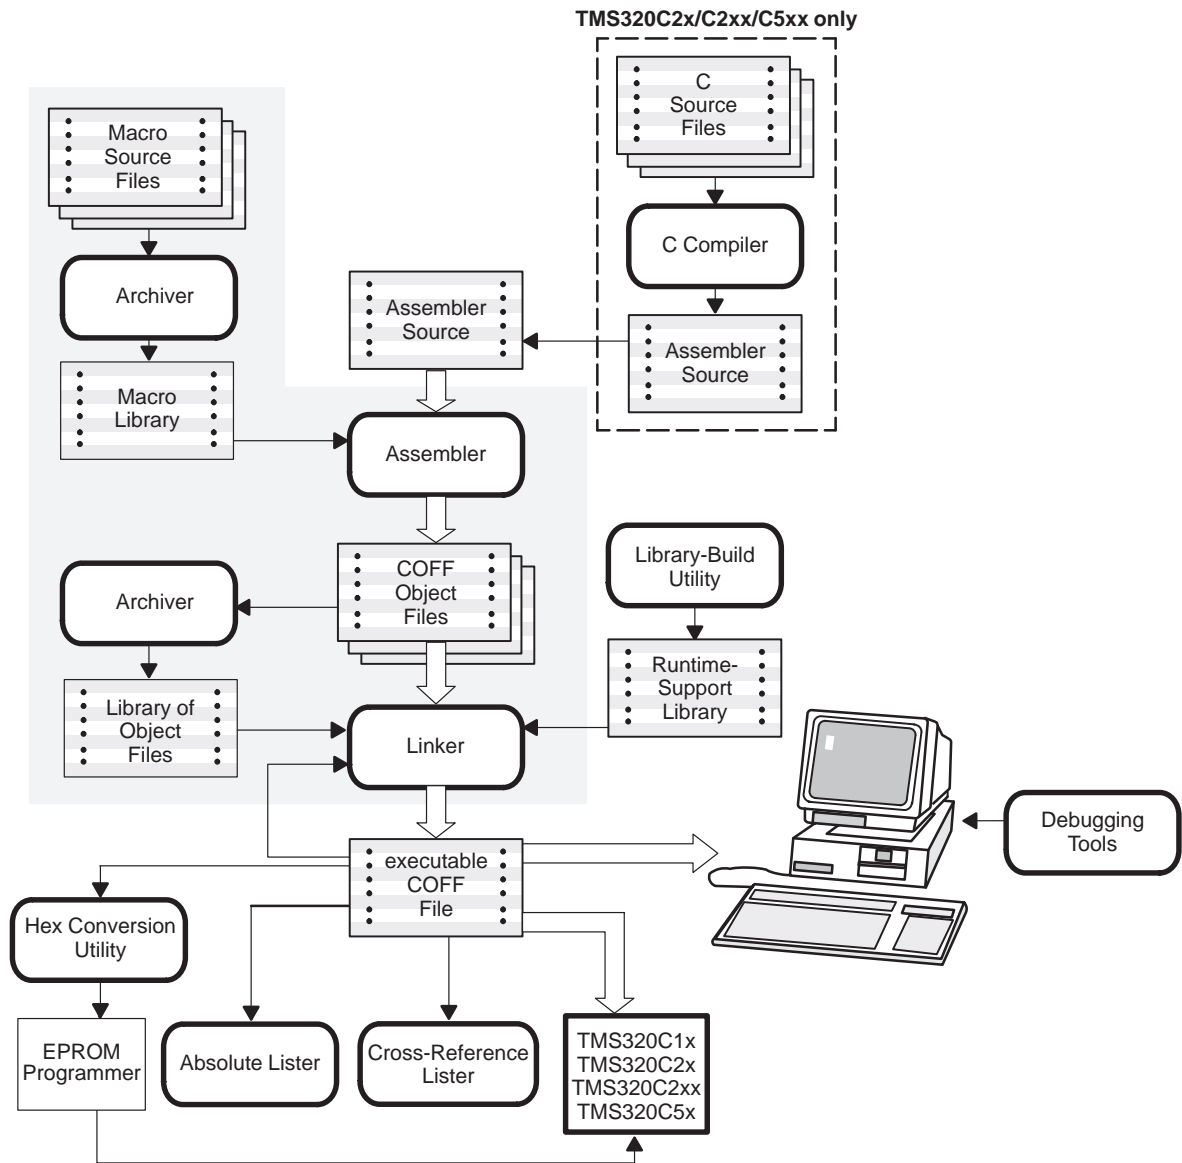 TMS320C2x/C2xx/C5xx only
C
Source
Files
Macro
Source
Files
C Compiler
Archiver
Assembler
Source
Assembler
Source
Macro
Library
Assembler
COFF
Object
Files
Library-Build
Utility
Archiver
Runtime-
Support
Library
Library of
Object
Files
Linker
Debugging
Tools
executable
COFF
File
Hex Conversion
Utility
EPROM
Programmer
Absolute Lister
Cross-Reference
Lister
TMS320C1x
TMS320C2x
TMS320C2xx
TMS320C5x